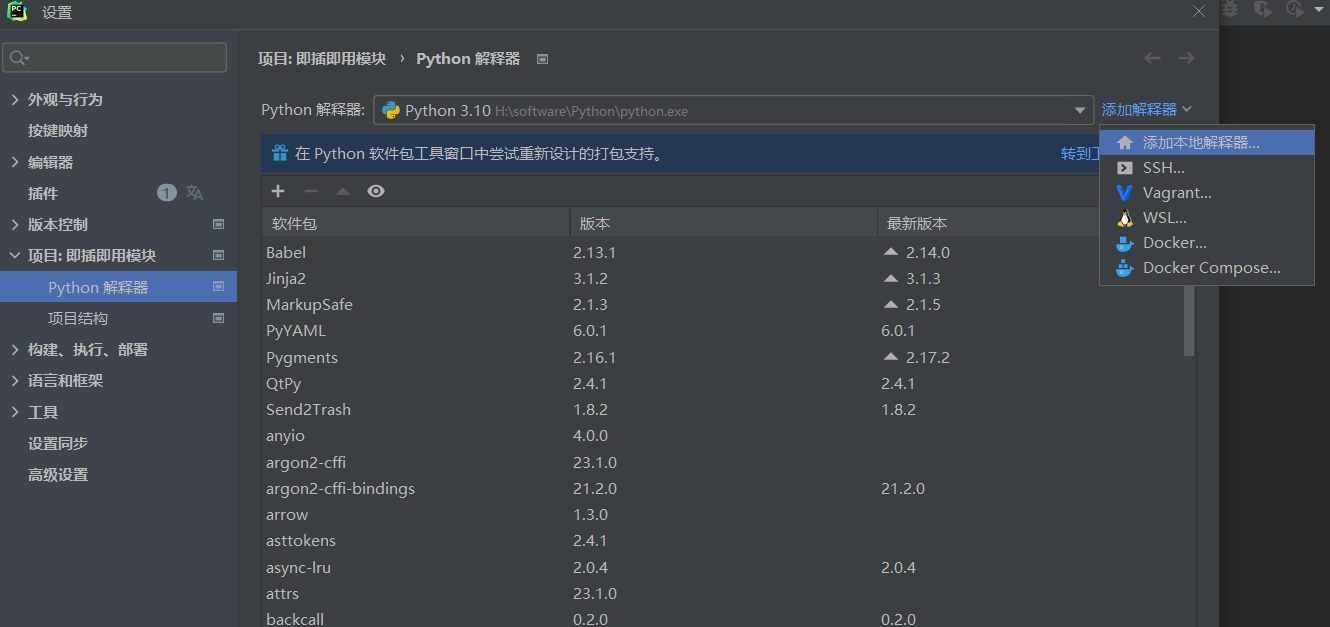 PC
设置
项目: 即插即用模块 › Python 解释器
外观与行为
按键映射
编辑器
插件 1
版本控制
项目: 即插即用模块
Python 解释器
项目结构
构建、执行、部署
语言和框架
工具
设置同步
高级设置
Python 解释器: Python 3.10 H:\software\Python\python.exe 添加解释器
在 Python 软件包工具窗口中尝试重新设计的打包支持。 转到
软件包 版本 最新版本
Babel 2.13.1 2.14.0
Jinja2 3.1.2 3.1.3
MarkupSafe 2.1.3 2.1.5
PyYAML 6.0.1 6.0.1
Pygments 2.16.1 2.17.2
QtPy 2.4.1 2.4.1
Send2Trash 1.8.2 1.8.2
anyio 4.0.0
argon2-cffi 23.1.0
argon2-cffi-bindings 21.2.0 21.2.0
arrow 1.3.0
asttokens 2.4.1
async-lru 2.0.4 2.0.4
attrs 23.1.0
backcall 0.2.0 0.2.0
添加本地解释器...
SSH...
Vagrant...
WSL...
Docker...
Docker Compose...